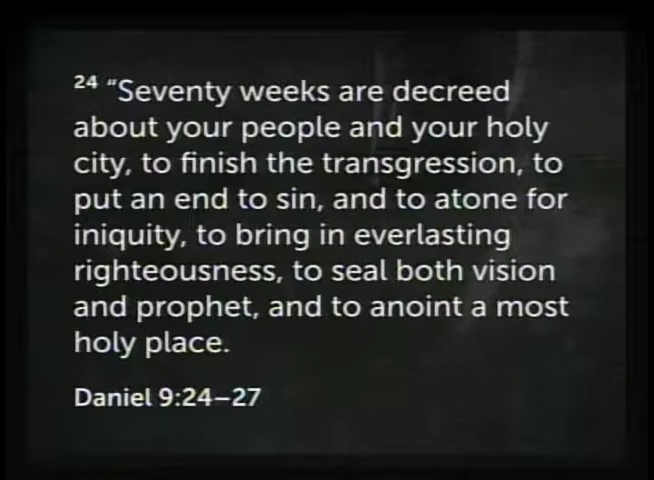 24 “Seventy weeks are decreed
about your people and your holy
city, to finish the transgression, to
put an end to sin, and to atone for
iniquity, to bring in everlasting
righteousness, to seal both vision
and prophet, and to anoint a most
holy place.
Daniel 9:24–27